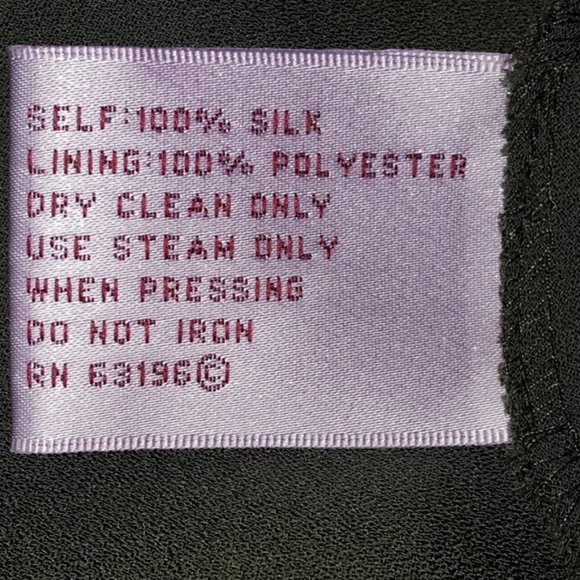 SELF:100% SILK
LINING:100% POLYESTER
DRY CLEAN ONLY
USE STEAM ONLY
WHEN PRESSING
DO NOT IRON
RN 63196©